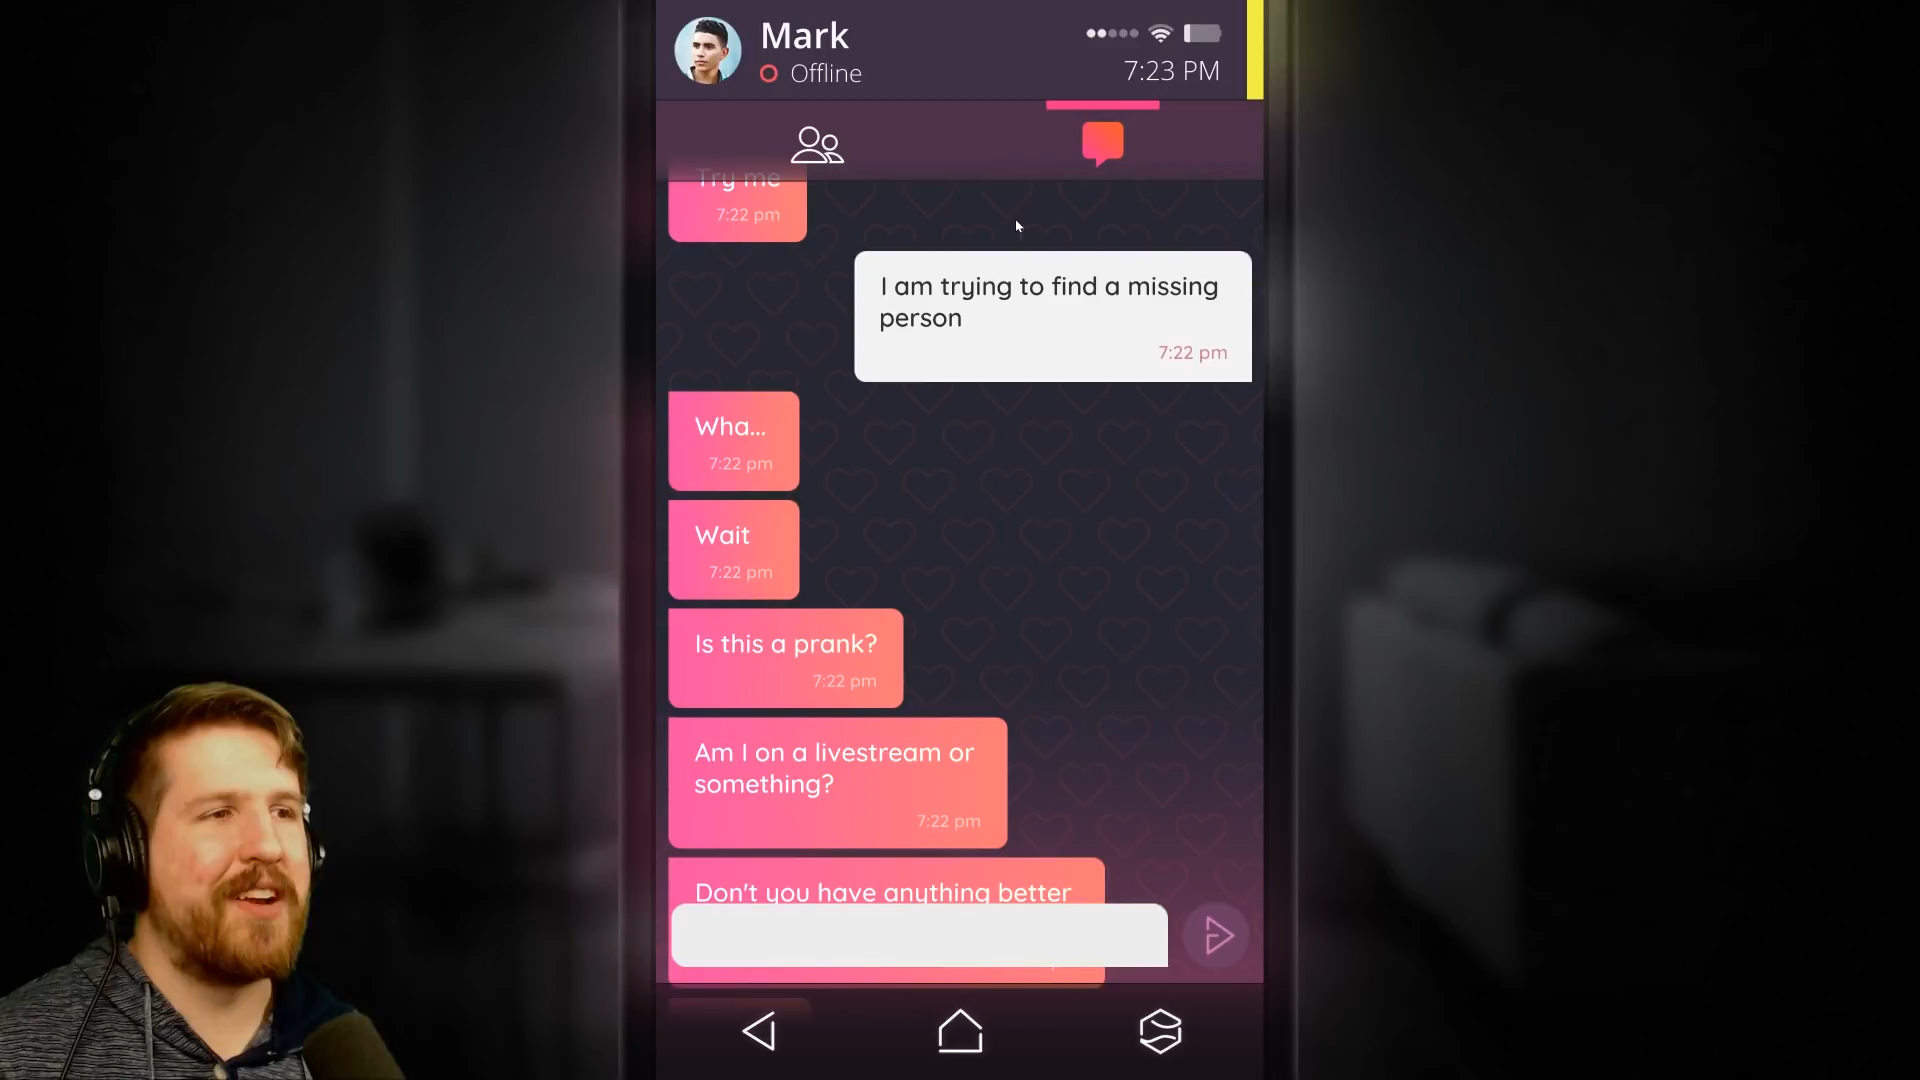 Mark
Offline
7:23 PM
Try me
7:22 pm
I am trying to find a missing
person
7:22 pm
Wha...
7:22 pm
Wait
7:22 pm
Is this a prank?
7:22 pm
Am I on a livestream or
something?
7:22 pm
Don't you have anything better